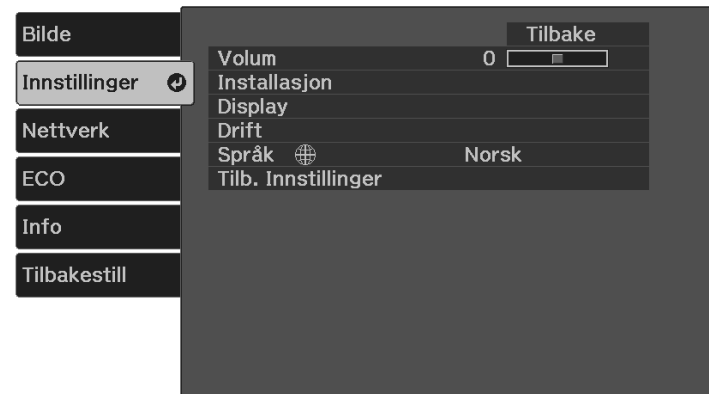 Bilde
Innstillinger
Nettverk
ECO
Info
Tilbakestill
Tilbake
Volum 0
Installasjon
Display
Drift
Språk Norsk
Tilb. Innstillinger